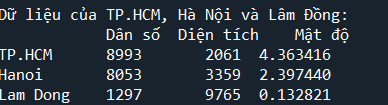 Dữ liệu của TP.HCM, Hà Nội và Lâm Đồng:
Dân số Diện tích Mật độ
TP.HCM 8993 2061 4.363416
Hanoi 8053 3359 2.397440
Lam Dong 1297 9765 0.132821